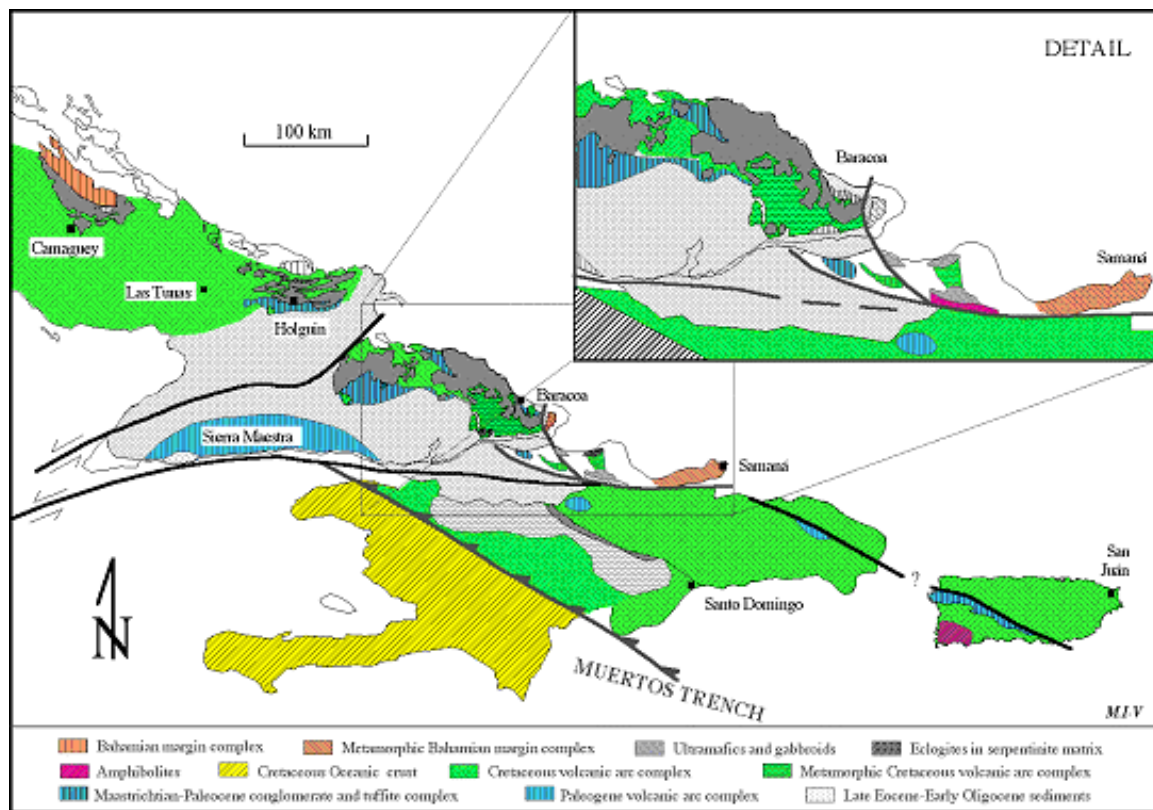 DETAIL
100 km
Baracoa
Samaná
Camaguey
Las Tunas
Holguin
Baracoa
Sierra Maestra
Samaná
San
Juán
?
Santo Domingo
N
MUERTOS TRENCH
M.I-V
Bahamian margin complex
Metamorphic Bahamian margin complex
Ultramafics and gabbroids
Eclogites in serpentinite matrix
Amphibolites
Cretaceous Oceanic crust
Cretaceous volcanic arc complex
Metamorphic Cretaceous volcanic arc complex
Maastrichtian-Paleocene conglomerate and tuffite complex
Paleogene volcanic arc complex
Late Eocene-Early Oligocene sediments